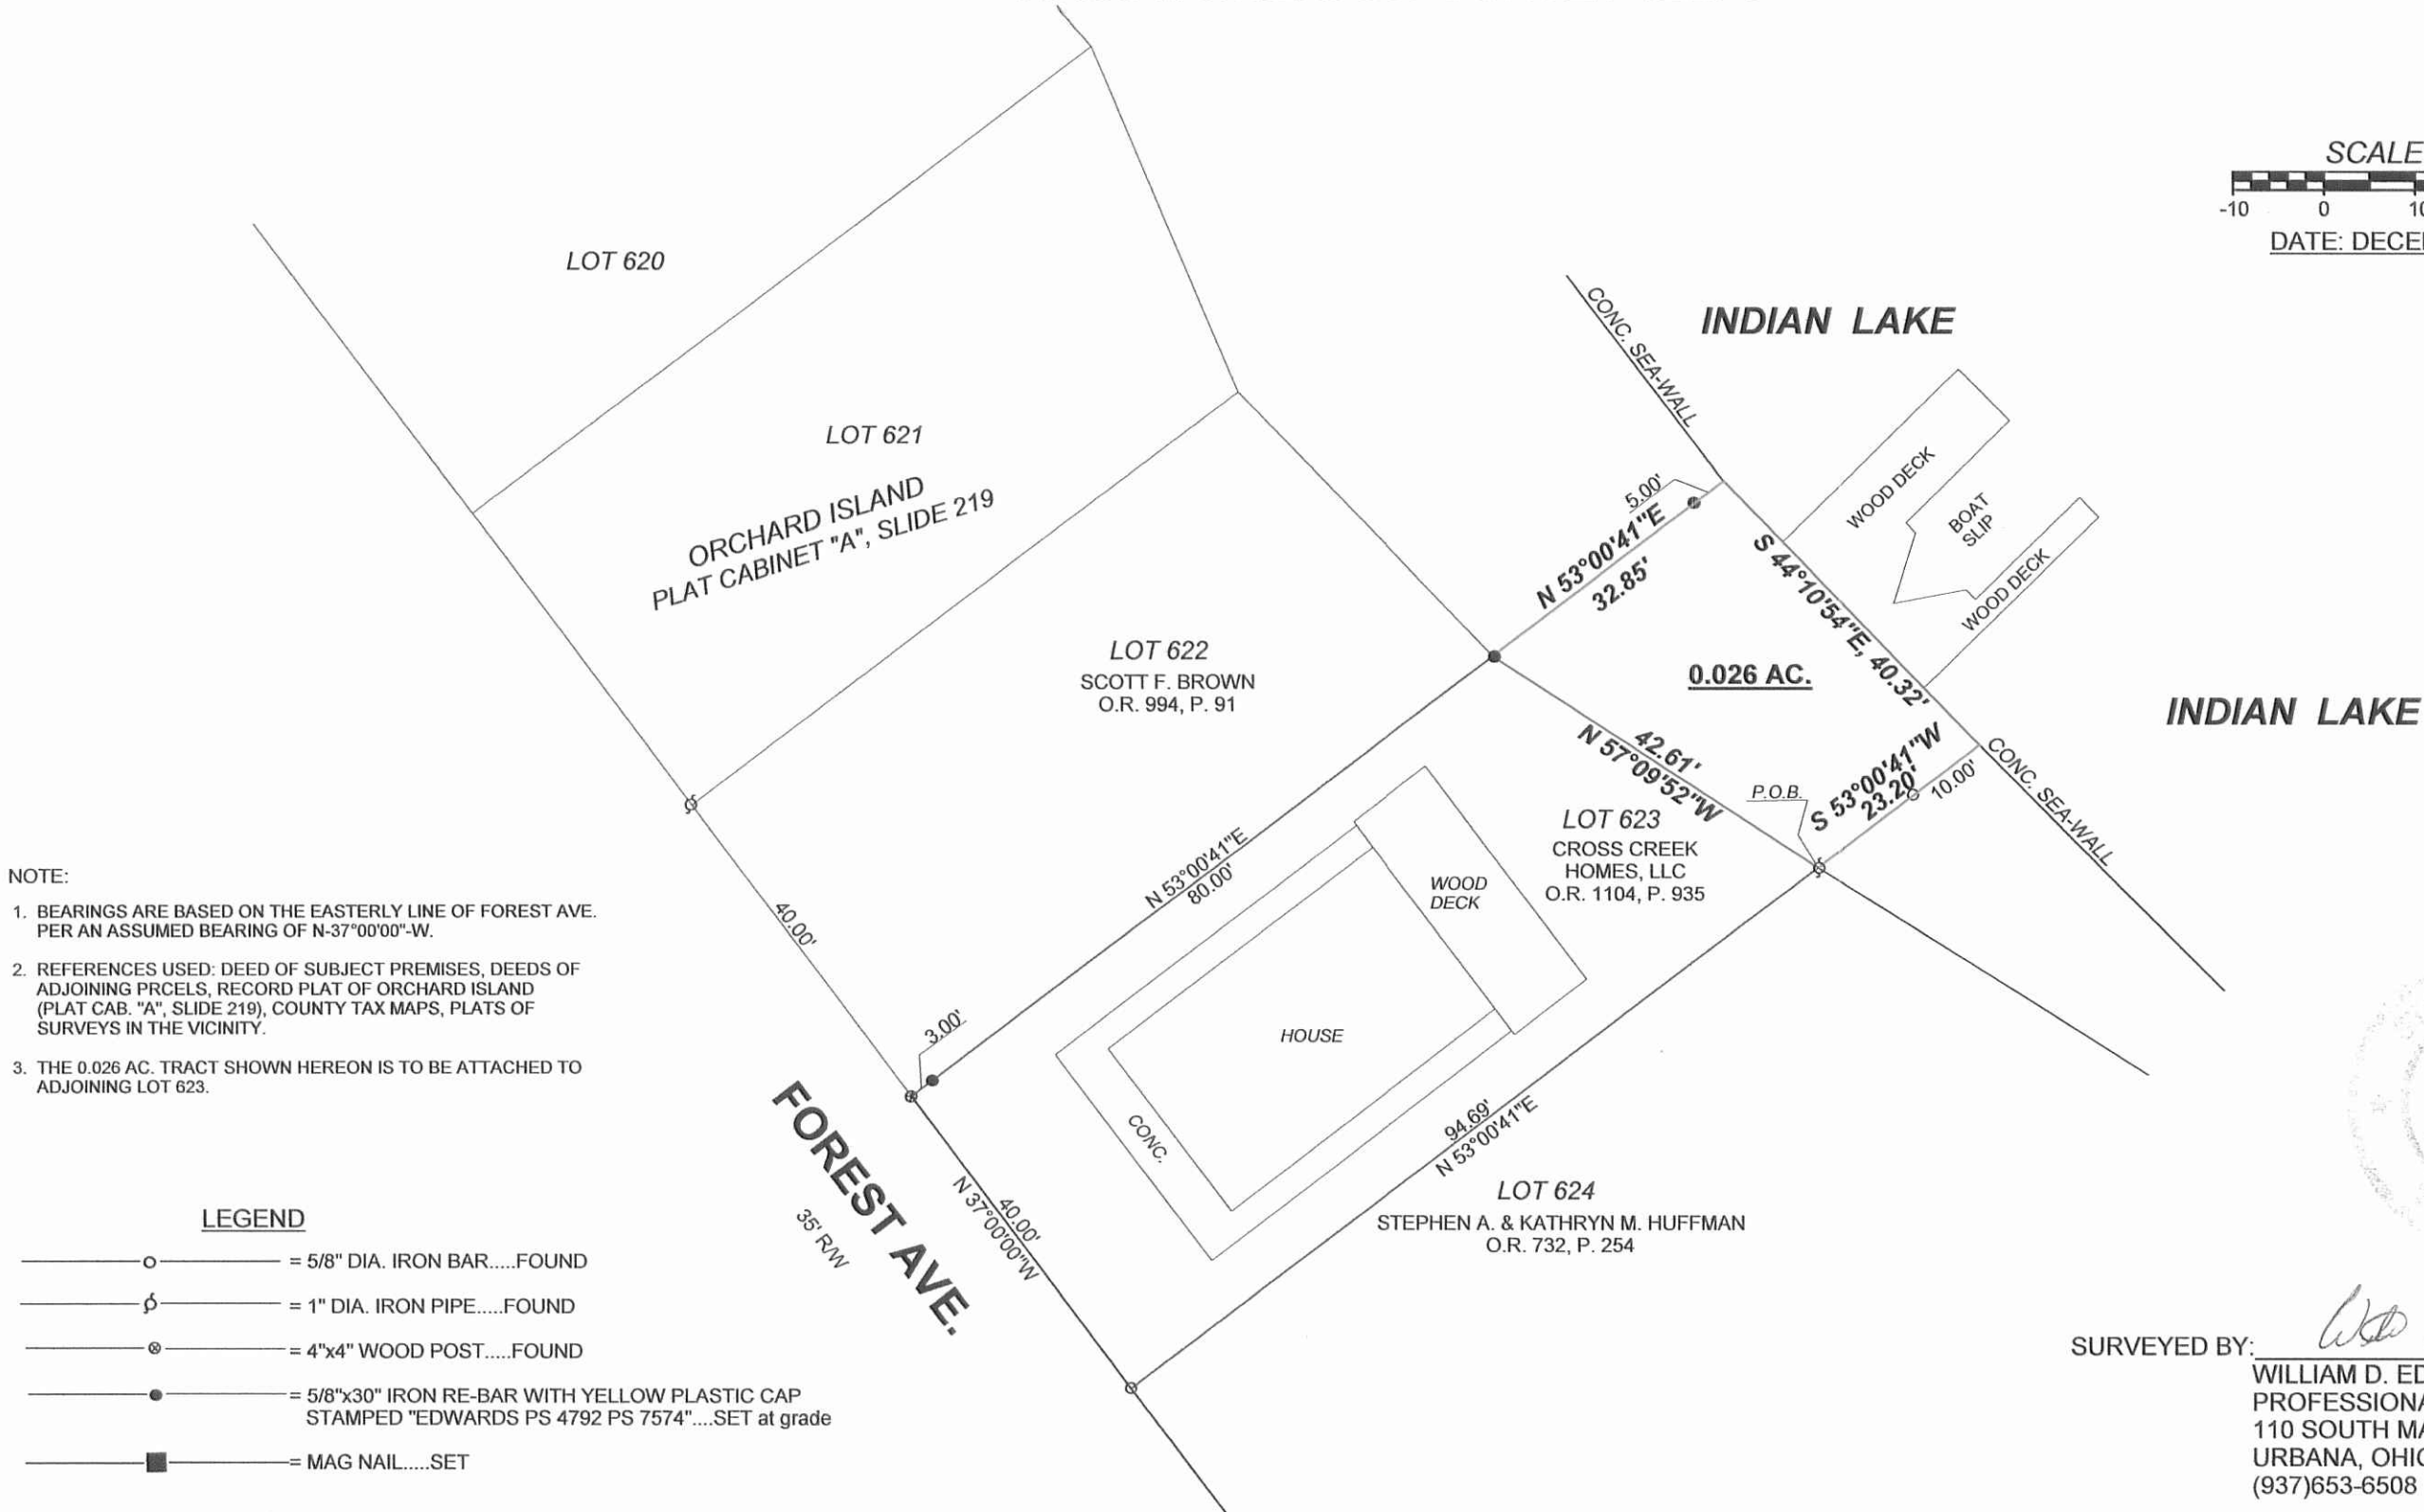 SCALE
-10 0 10
DATE: DECE
LOT 620
INDIAN LAKE
CONC. SEA-WALL
LOT 621
ORCHARD ISLAND
PLAT CABINET "A", SLIDE 219
WOOD DECK
BOAT
SLIP
WOOD DECK
5.00'
N 53°00'41"E
32.85'
S 44°10'54"E, 40.32'
LOT 622
SCOTT F. BROWN
O.R. 994, P. 91
0.026 AC.
INDIAN LAKE
42.61'
N 57°09'52"W
P.O.B.
S 53°00'41"W
23.20'
10.00'
CONC. SEA-WALL
LOT 623
CROSS CREEK
HOMES, LLC
O.R. 1104, P. 935
N 53°00'41"E
80.00'
WOOD
DECK
40.00'
NOTE:
1. BEARINGS ARE BASED ON THE EASTERLY LINE OF FOREST AVE.
PER AN ASSUMED BEARING OF N-37°00'00"-W.
2. REFERENCES USED: DEED OF SUBJECT PREMISES, DEEDS OF
ADJOINING PRCELS, RECORD PLAT OF ORCHARD ISLAND
(PLAT CAB. "A", SLIDE 219), COUNTY TAX MAPS, PLATS OF
SURVEYS IN THE VICINITY.
3. THE 0.026 AC. TRACT SHOWN HEREON IS TO BE ATTACHED TO
ADJOINING LOT 623.
3.00'
HOUSE
CONC.
FOREST AVE.
35' R/W
40.00'
N 37°00'00"W
94.69'
N 53°00'41"E
LOT 624
STEPHEN A. & KATHRYN M. HUFFMAN
O.R. 732, P. 254
LEGEND
= 5/8" DIA. IRON BAR.....FOUND
= 1" DIA. IRON PIPE.....FOUND
= 4"x4" WOOD POST.....FOUND
= 5/8"x30" IRON RE-BAR WITH YELLOW PLASTIC CAP
STAMPED "EDWARDS PS 4792 PS 7574"....SET at grade
= MAG NAIL.....SET
SURVEYED BY:
WILLIAM D. ED
PROFESSIONA
110 SOUTH MA
URBANA, OHIO
(937)653-6508